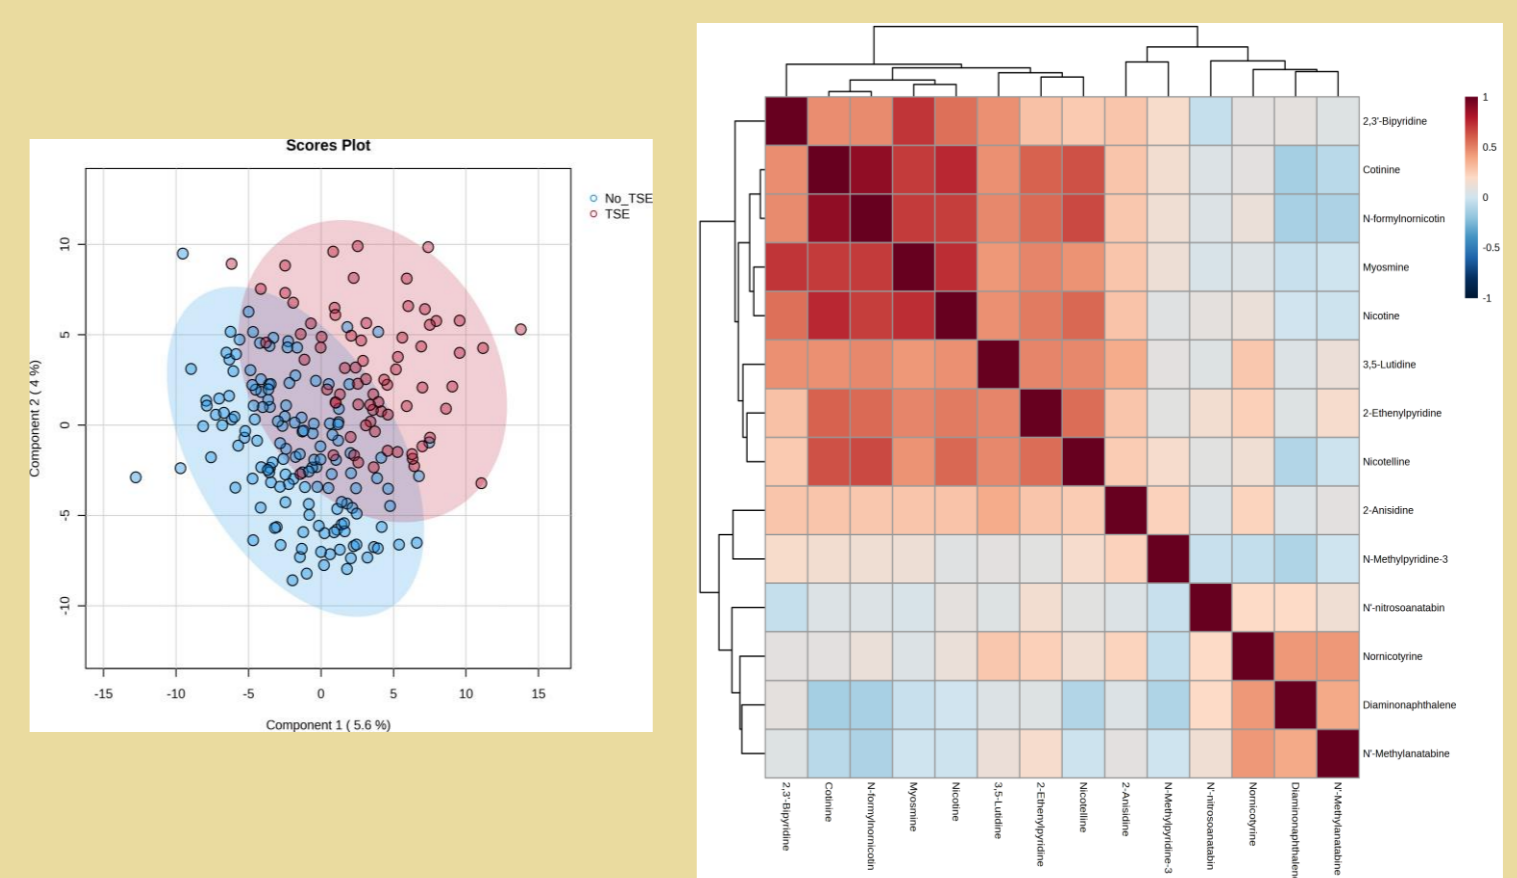 Scores Plot
No_TSE
TSE
Component 2 ( 4 %)
10
5
0
-5
-10
-15
-10
-5
0
5
10
15
Component 1 ( 5.6 %)
1
0.5
0
-0.5
-1
2,3'-Bipyridine
Cotinine
N-formylnornicotin
Myosmine
Nicotine
3,5-Lutidine
2-Ethenylpyridine
Nicotelline
2-Anisidine
N-Methylpyridine-3
N'-nitrosoanatabin
Nornicotyrine
Diaminonaphthalene
N'-Methylanatabine
2,3'-Bipyridine
Cotinine
N-formylnornicotin
Myosmine
Nicotine
3,5-Lutidine
2-Ethenylpyridine
Nicotelline
2-Anisidine
N-Methylpyridine-3
N'-nitrosoanatabin
Nornicotyrine
Diaminonaphthalen
N'-Methylanatabine